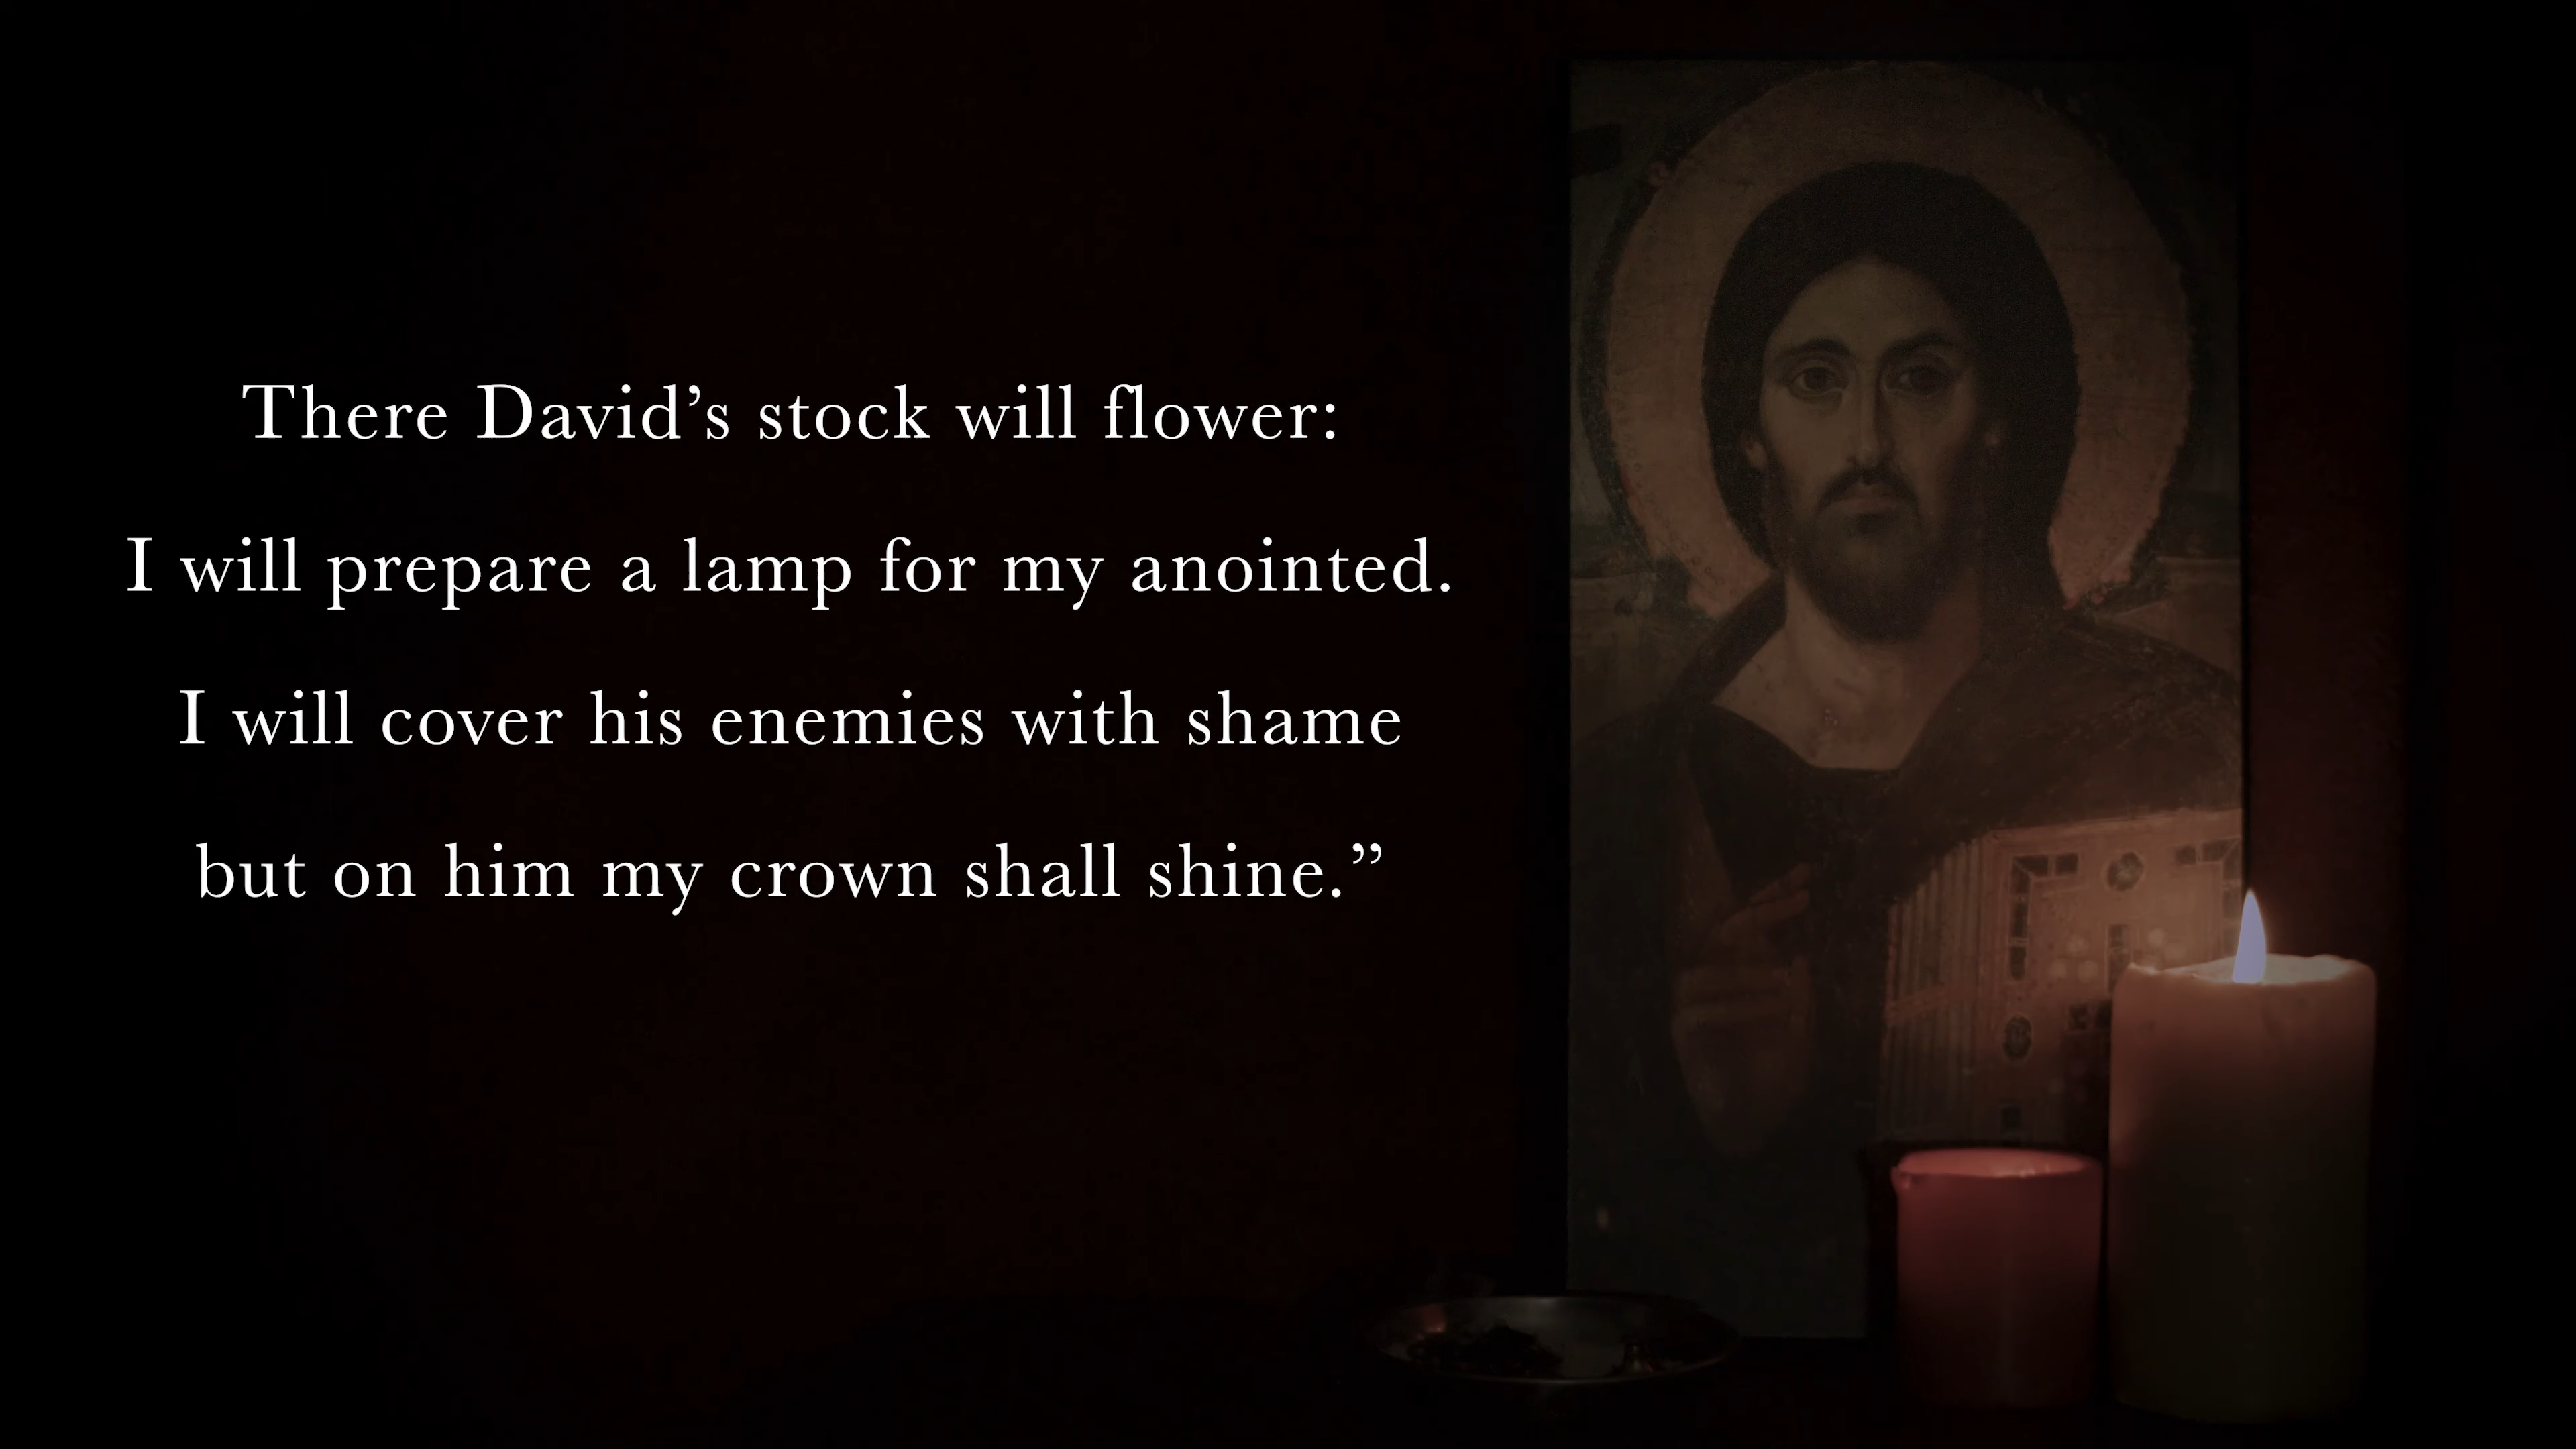 There David’s stock will flower:
I will prepare a lamp for my anointed.
I will cover his enemies with shame
but on him my crown shall shine.”